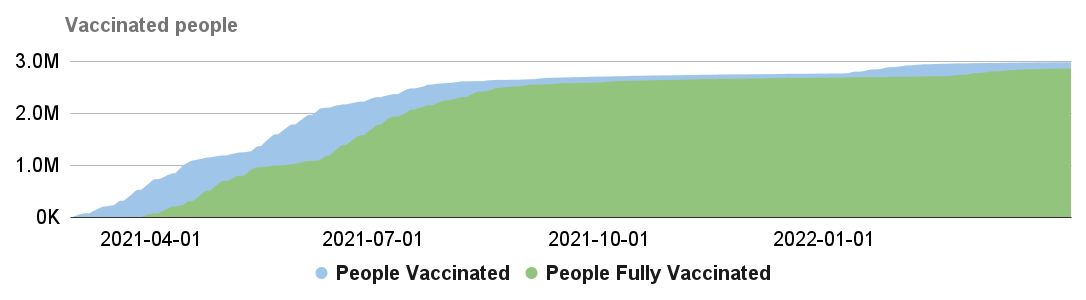 Vaccinated people
3.0M
2.0M
1.0M
0K
2021-04-01 2021-07-01 2021-10-01 2022-01-01
People Vaccinated People Fully Vaccinated